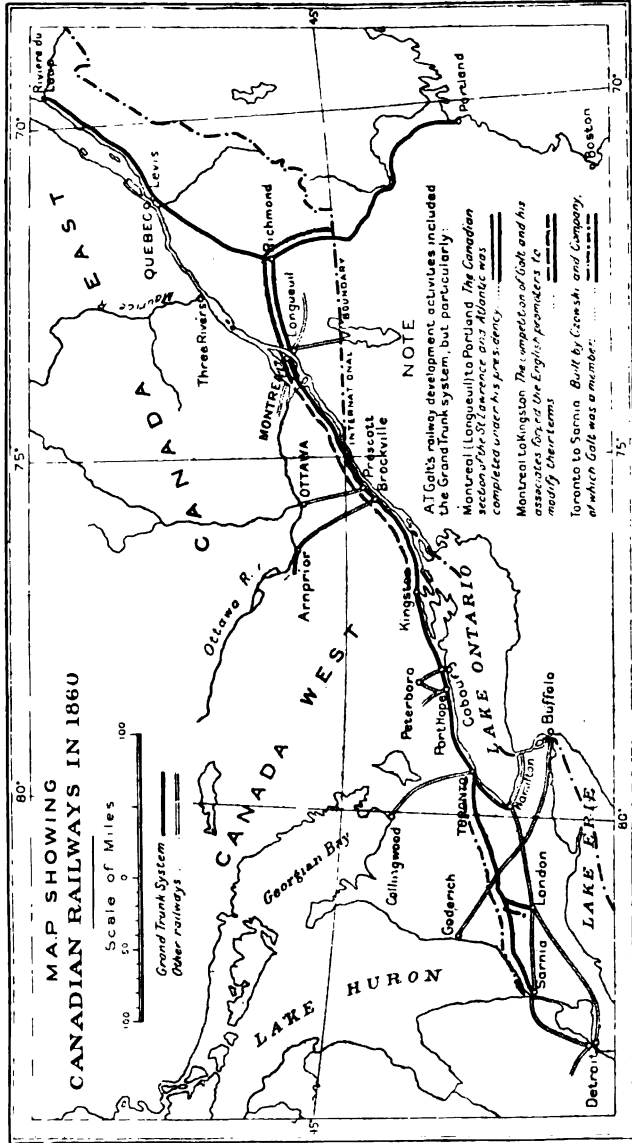 MAP SHOWING
CANADIAN RAILWAYS IN 1860
Scale of Miles
100 50 0 100
Grand Trunk System
Other railways
80°
75°
70°
45°
Riviere du
Loup
EAST
CANADA
QUEBEC
Levis
Maurice R.
Three Rivers
Richmond
Longueuil
MONTREAL
INTERNATIONAL BOUNDARY
Portland
Boston
OTTAWA
Prescott
Brockville
Arnprior
Ottawa R.
CANADA WEST
Kingston
Peterboro
Port Hope
Cobourg
LAKE ONTARIO
Georgian Bay
Collingwood
TORONTO
Hamilton
Buffalo
Goderich
LAKE HURON
London
Sarnia
LAKE ERIE
Detroit
45°
80°
75°
70°
NOTE
A T Galt's railway development activities included
the Grand Trunk system, but particularly:
Montreal (Longueuil) to Portland The Canadian
section of the St Lawrence and Atlantic was
completed under his presidency
Montreal to Kingston The competition of Galt and his
associates forced the English promoters to
modify their terms
Toronto to Sarnia Built by Gzowski and Company,
of which Galt was a member.